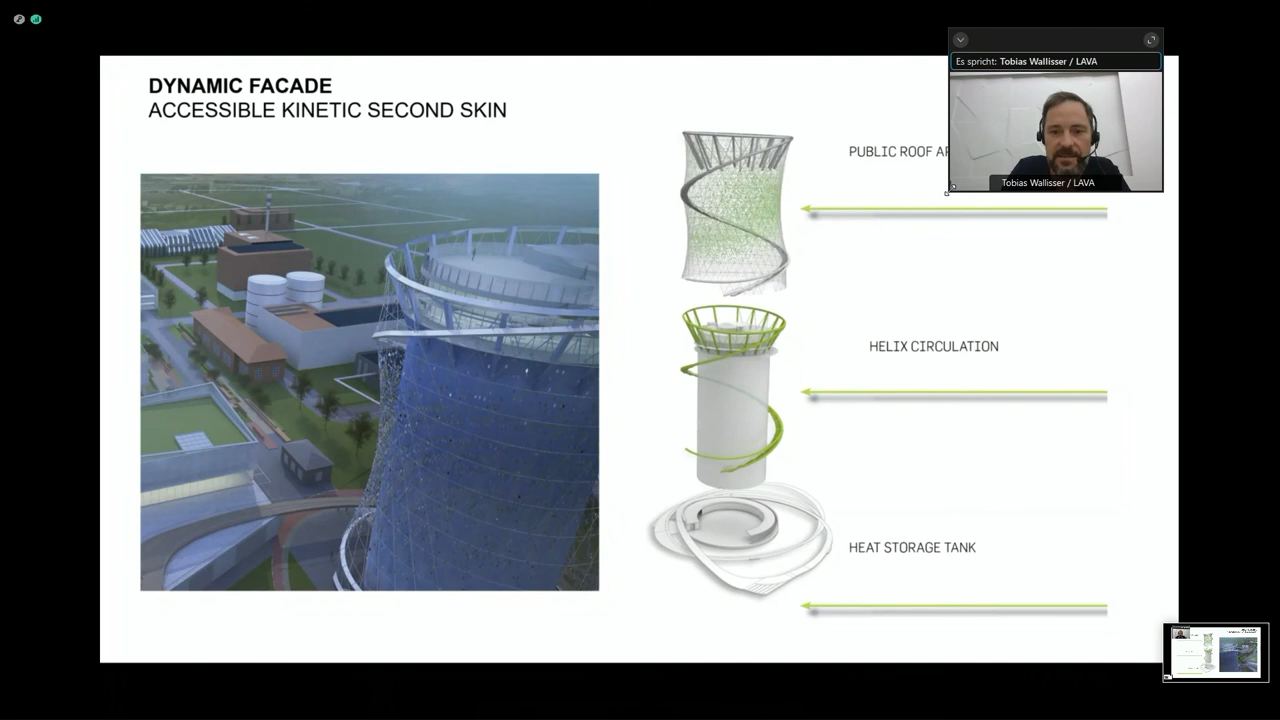 DYNAMIC FACADE
ACCESSIBLE KINETIC SECOND SKIN
Es spricht: Tobias Wallisser / LAVA
Tobias Wallisser / LAVA
PUBLIC ROOF
HELIX CIRCULATION
HEAT STORAGE TANK